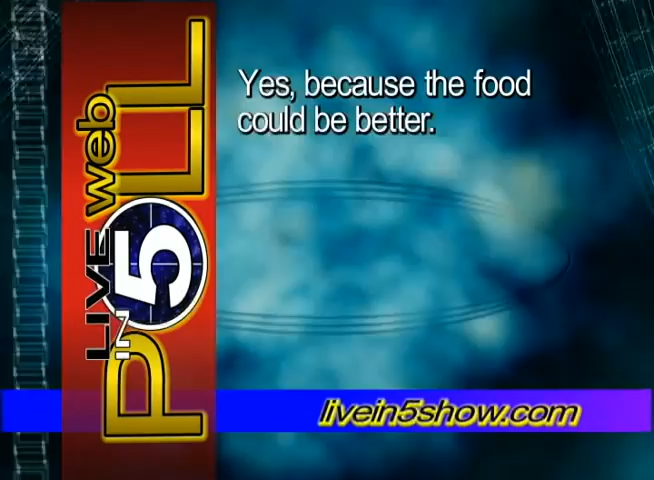 Yes, because the food
could be better.
web
POLL
LIVE
IN
5
livein5show.com